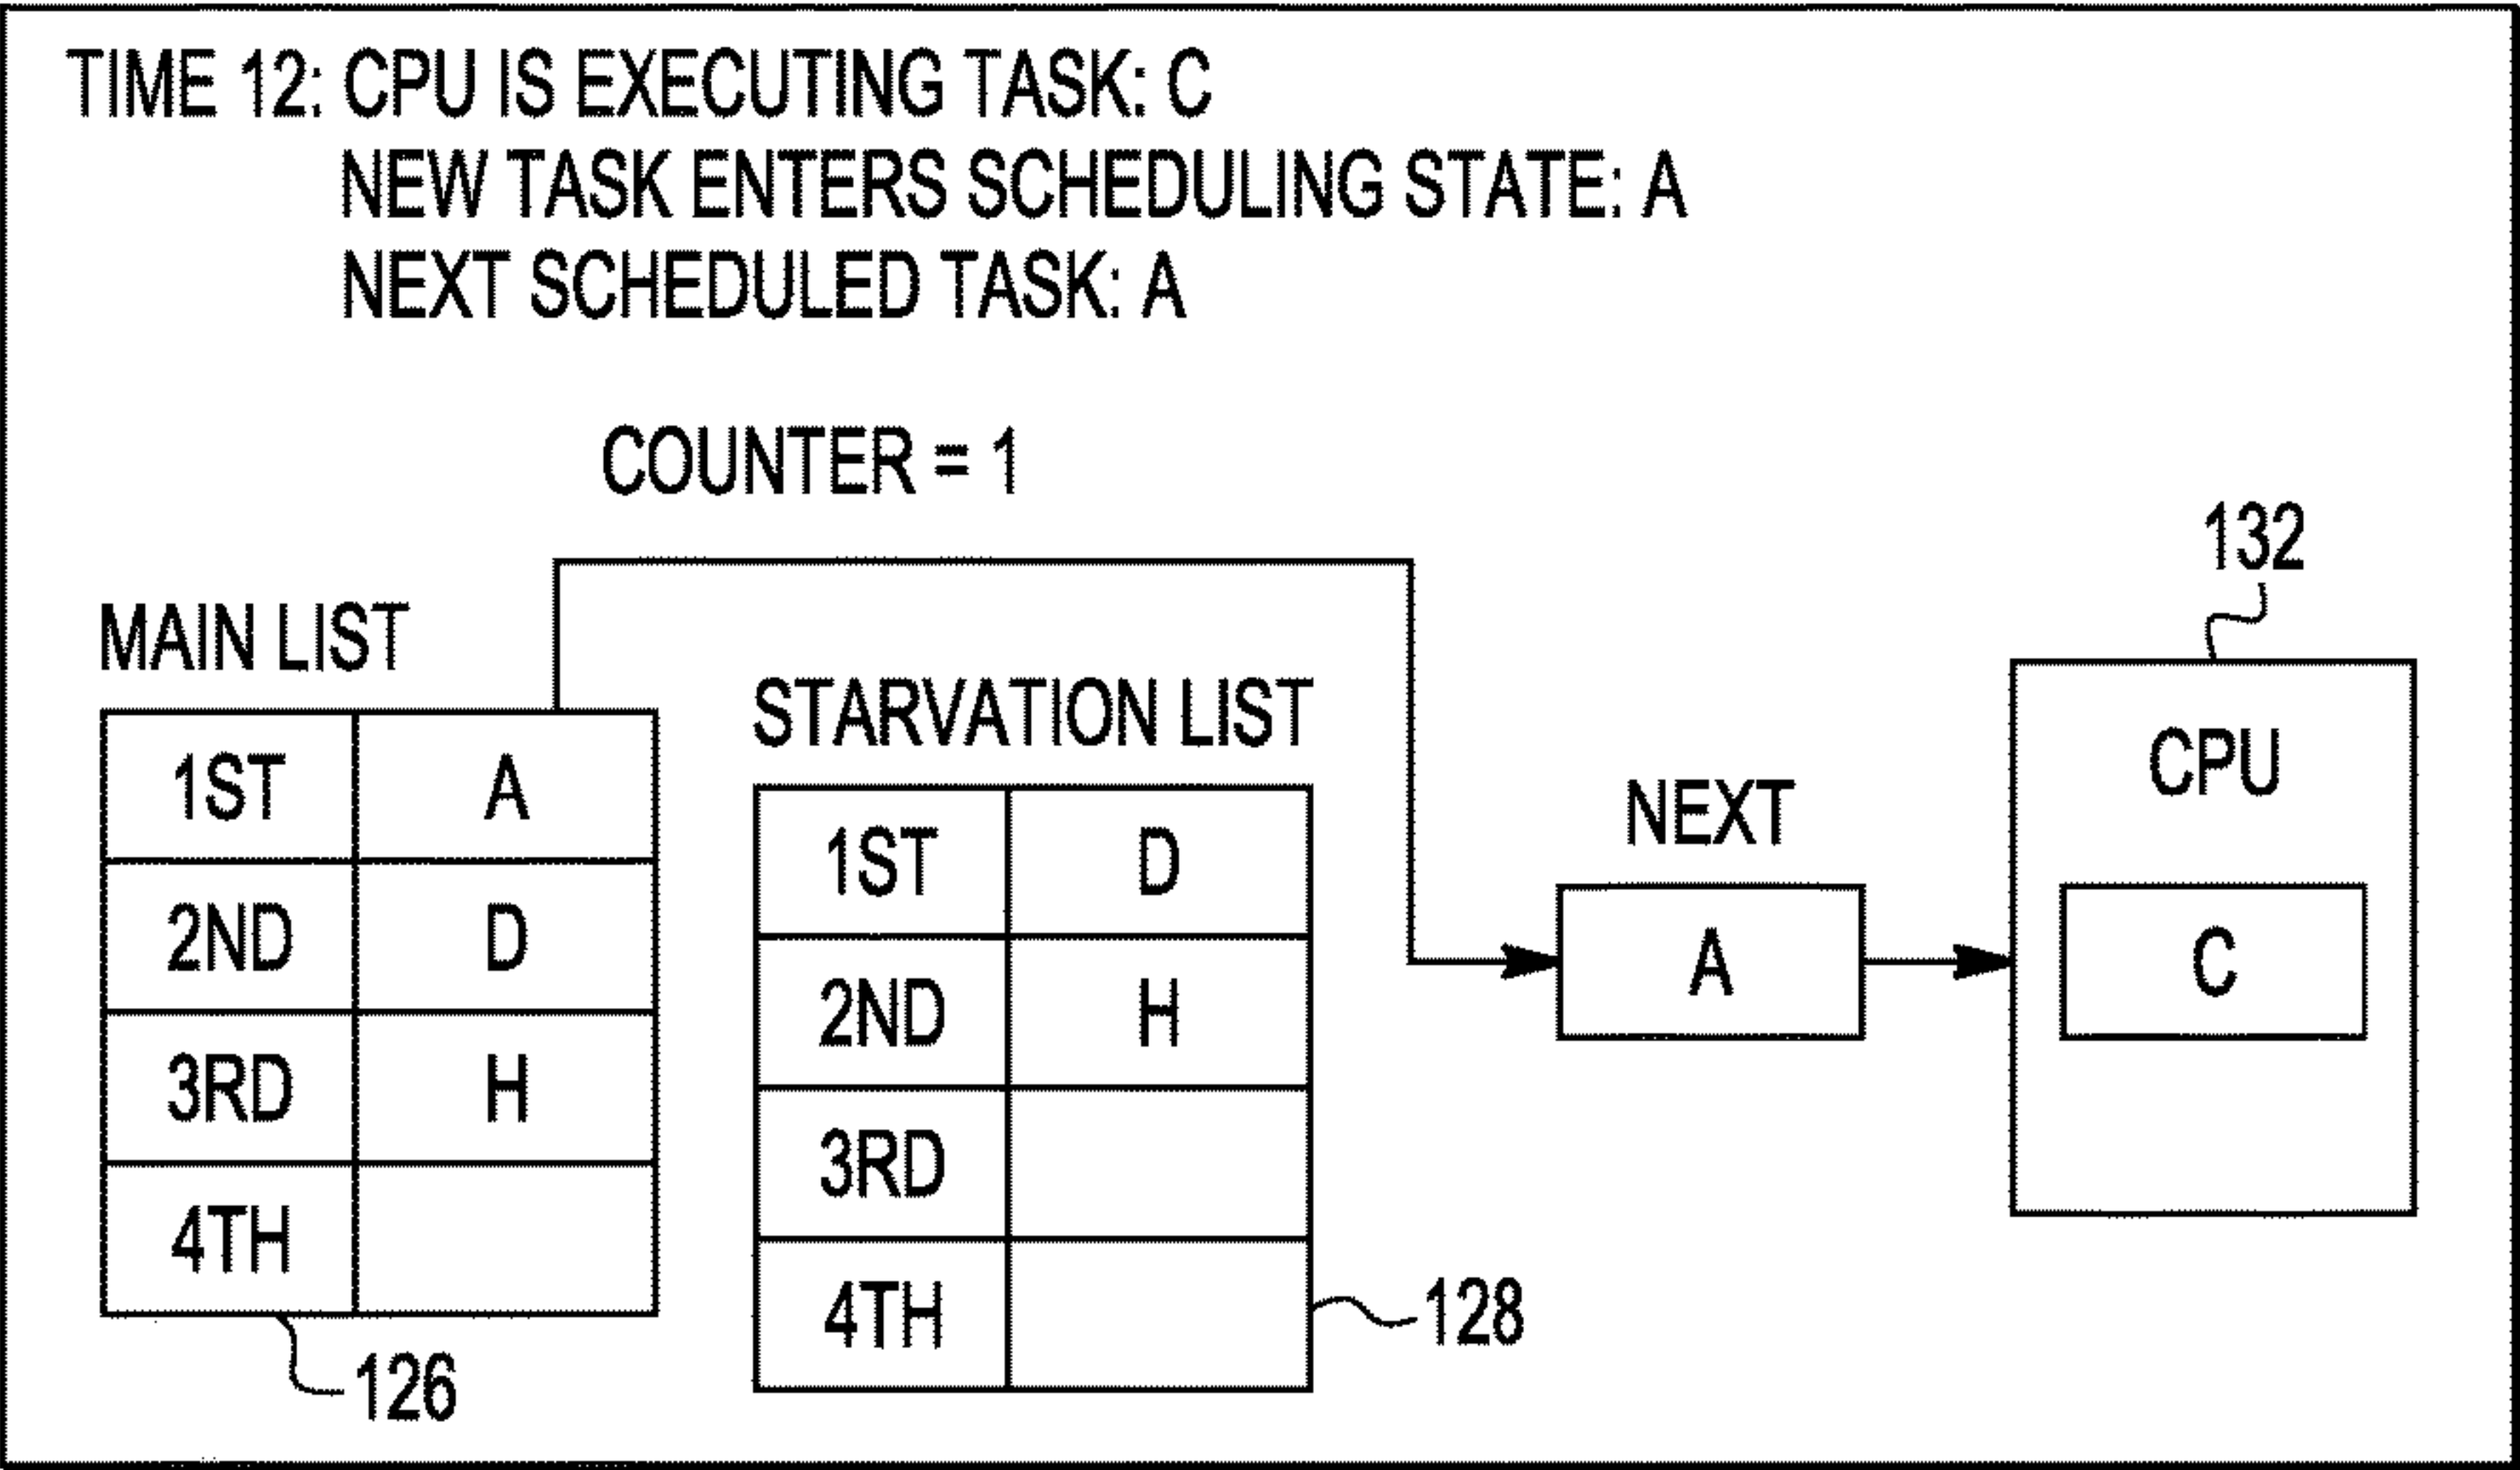 TIME 12: CPU IS EXECUTING TASK: C
NEW TASK ENTERS SCHEDULING STATE: A
NEXT SCHEDULED TASK: A
COUNTER = 1
MAIN LIST
1ST A
2ND D
3RD H
4TH
126
STARVATION LIST
1ST D
2ND H
3RD
4TH
128
NEXT
A
132
CPU
C